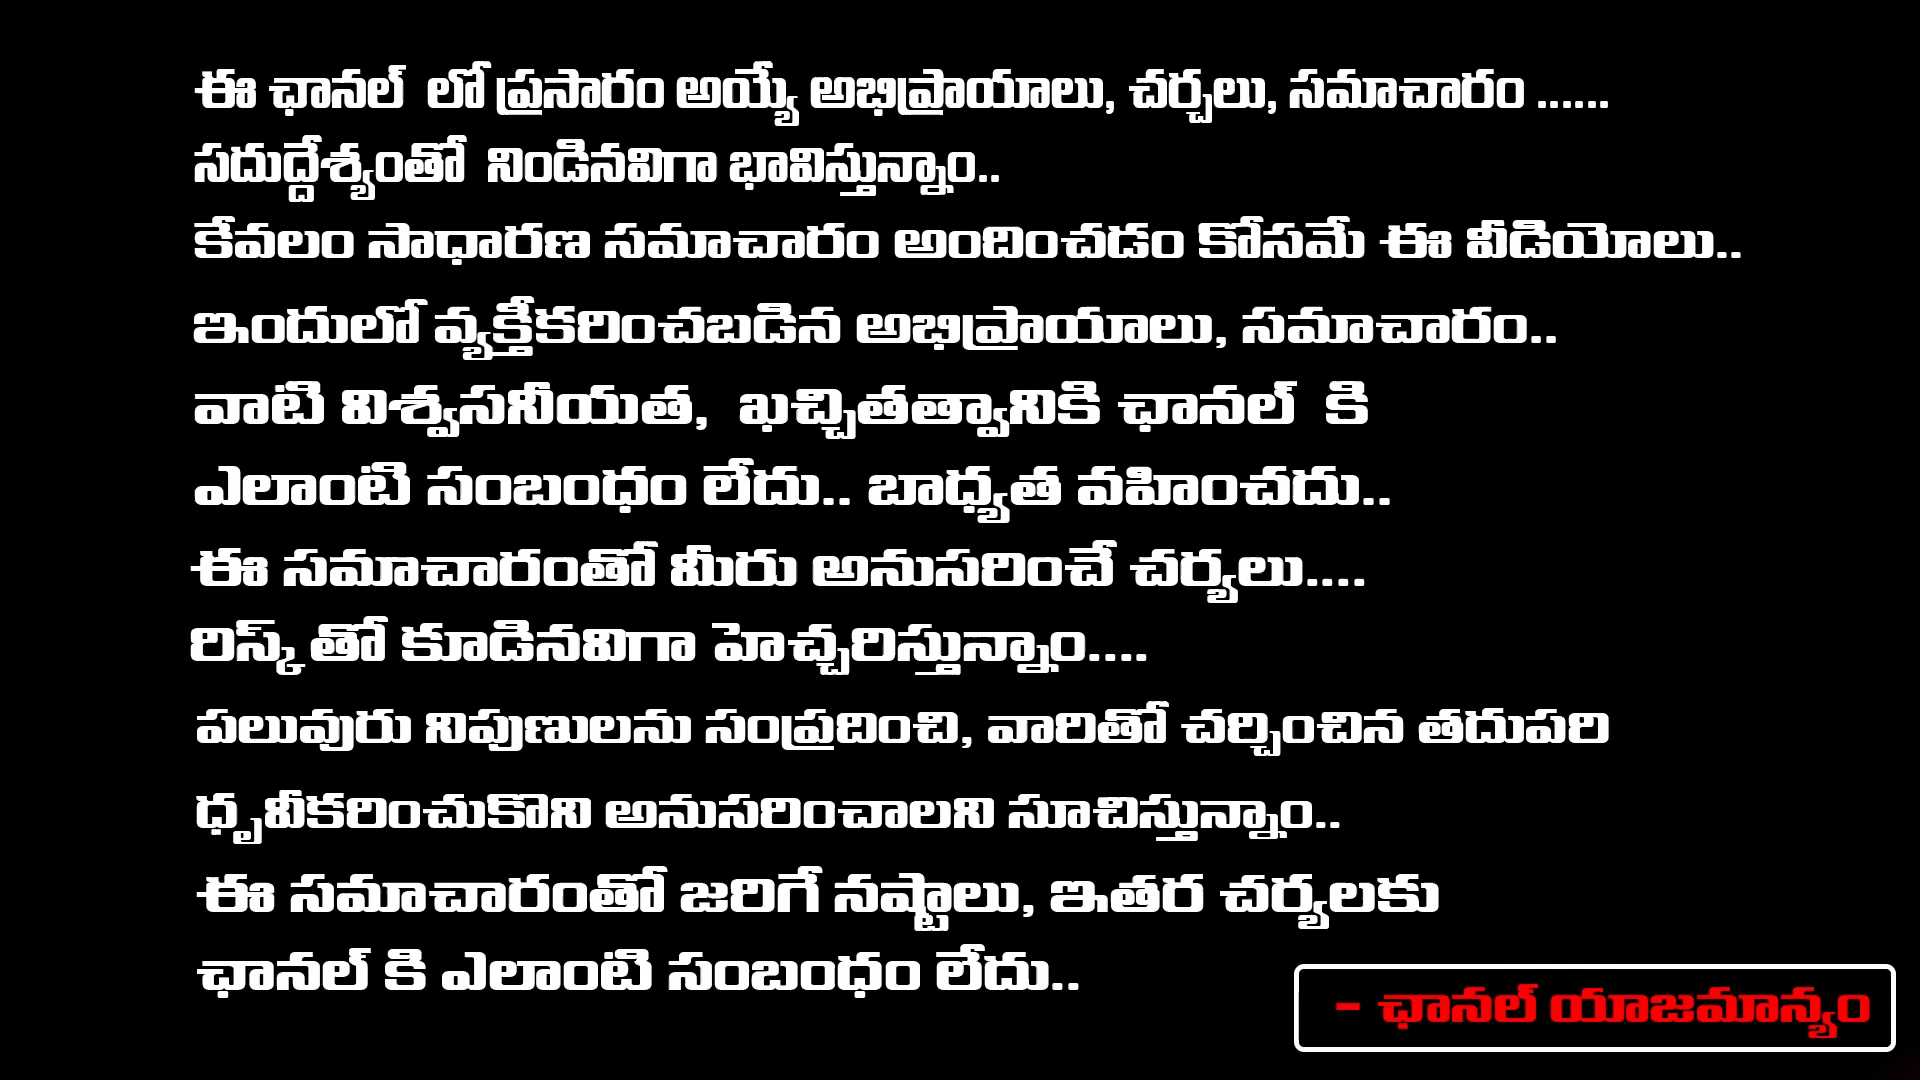 ఈ ఛానల్ లో ప్రసారం అయ్యే అభిప్రాయాలు, చర్చలు, సమాచారం ......
సదుద్దేశ్యంతో నిండినవిగా భావిస్తున్నాం..
కేవలం సాధారణ సమాచారం అందించడం కోసమే ఈ వీడియోలు..
ఇందులో వ్యక్తీకరించబడిన అభిప్రాయాలు, సమాచారం..
వాటి విశ్వసనీయత, ఖచ్చితత్వానికి ఛానల్ కి
ఎలాంటి సంబంధం లేదు.. బాధ్యత వహించదు..
ఈ సమాచారంతో మీరు అనుసరించే చర్యలు....
రిస్క్ తో కూడినవిగా హెచ్చరిస్తున్నాం....
పలువురు నిపుణులను సంప్రదించి, వారితో చర్చించిన తదుపరి
ధృవీకరించుకొని అనుసరించాలని సూచిస్తున్నాం..
ఈ సమాచారంతో జరిగే నష్టాలు, ఇతర చర్యలకు
ఛానల్ కి ఎలాంటి సంబంధం లేదు..
- ఛానల్ యాజమాన్యం